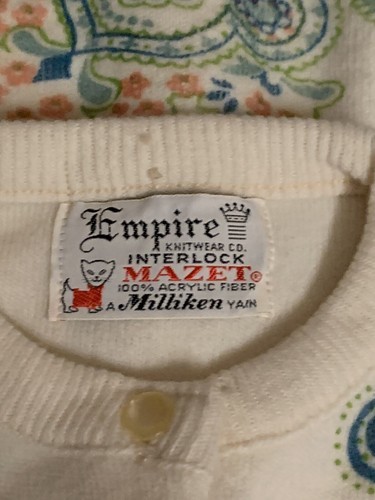 Empire
KNITWEAR CO.
INTERLOCK
MAZET®
100% ACRYLIC FIBER
A Milliken YARN